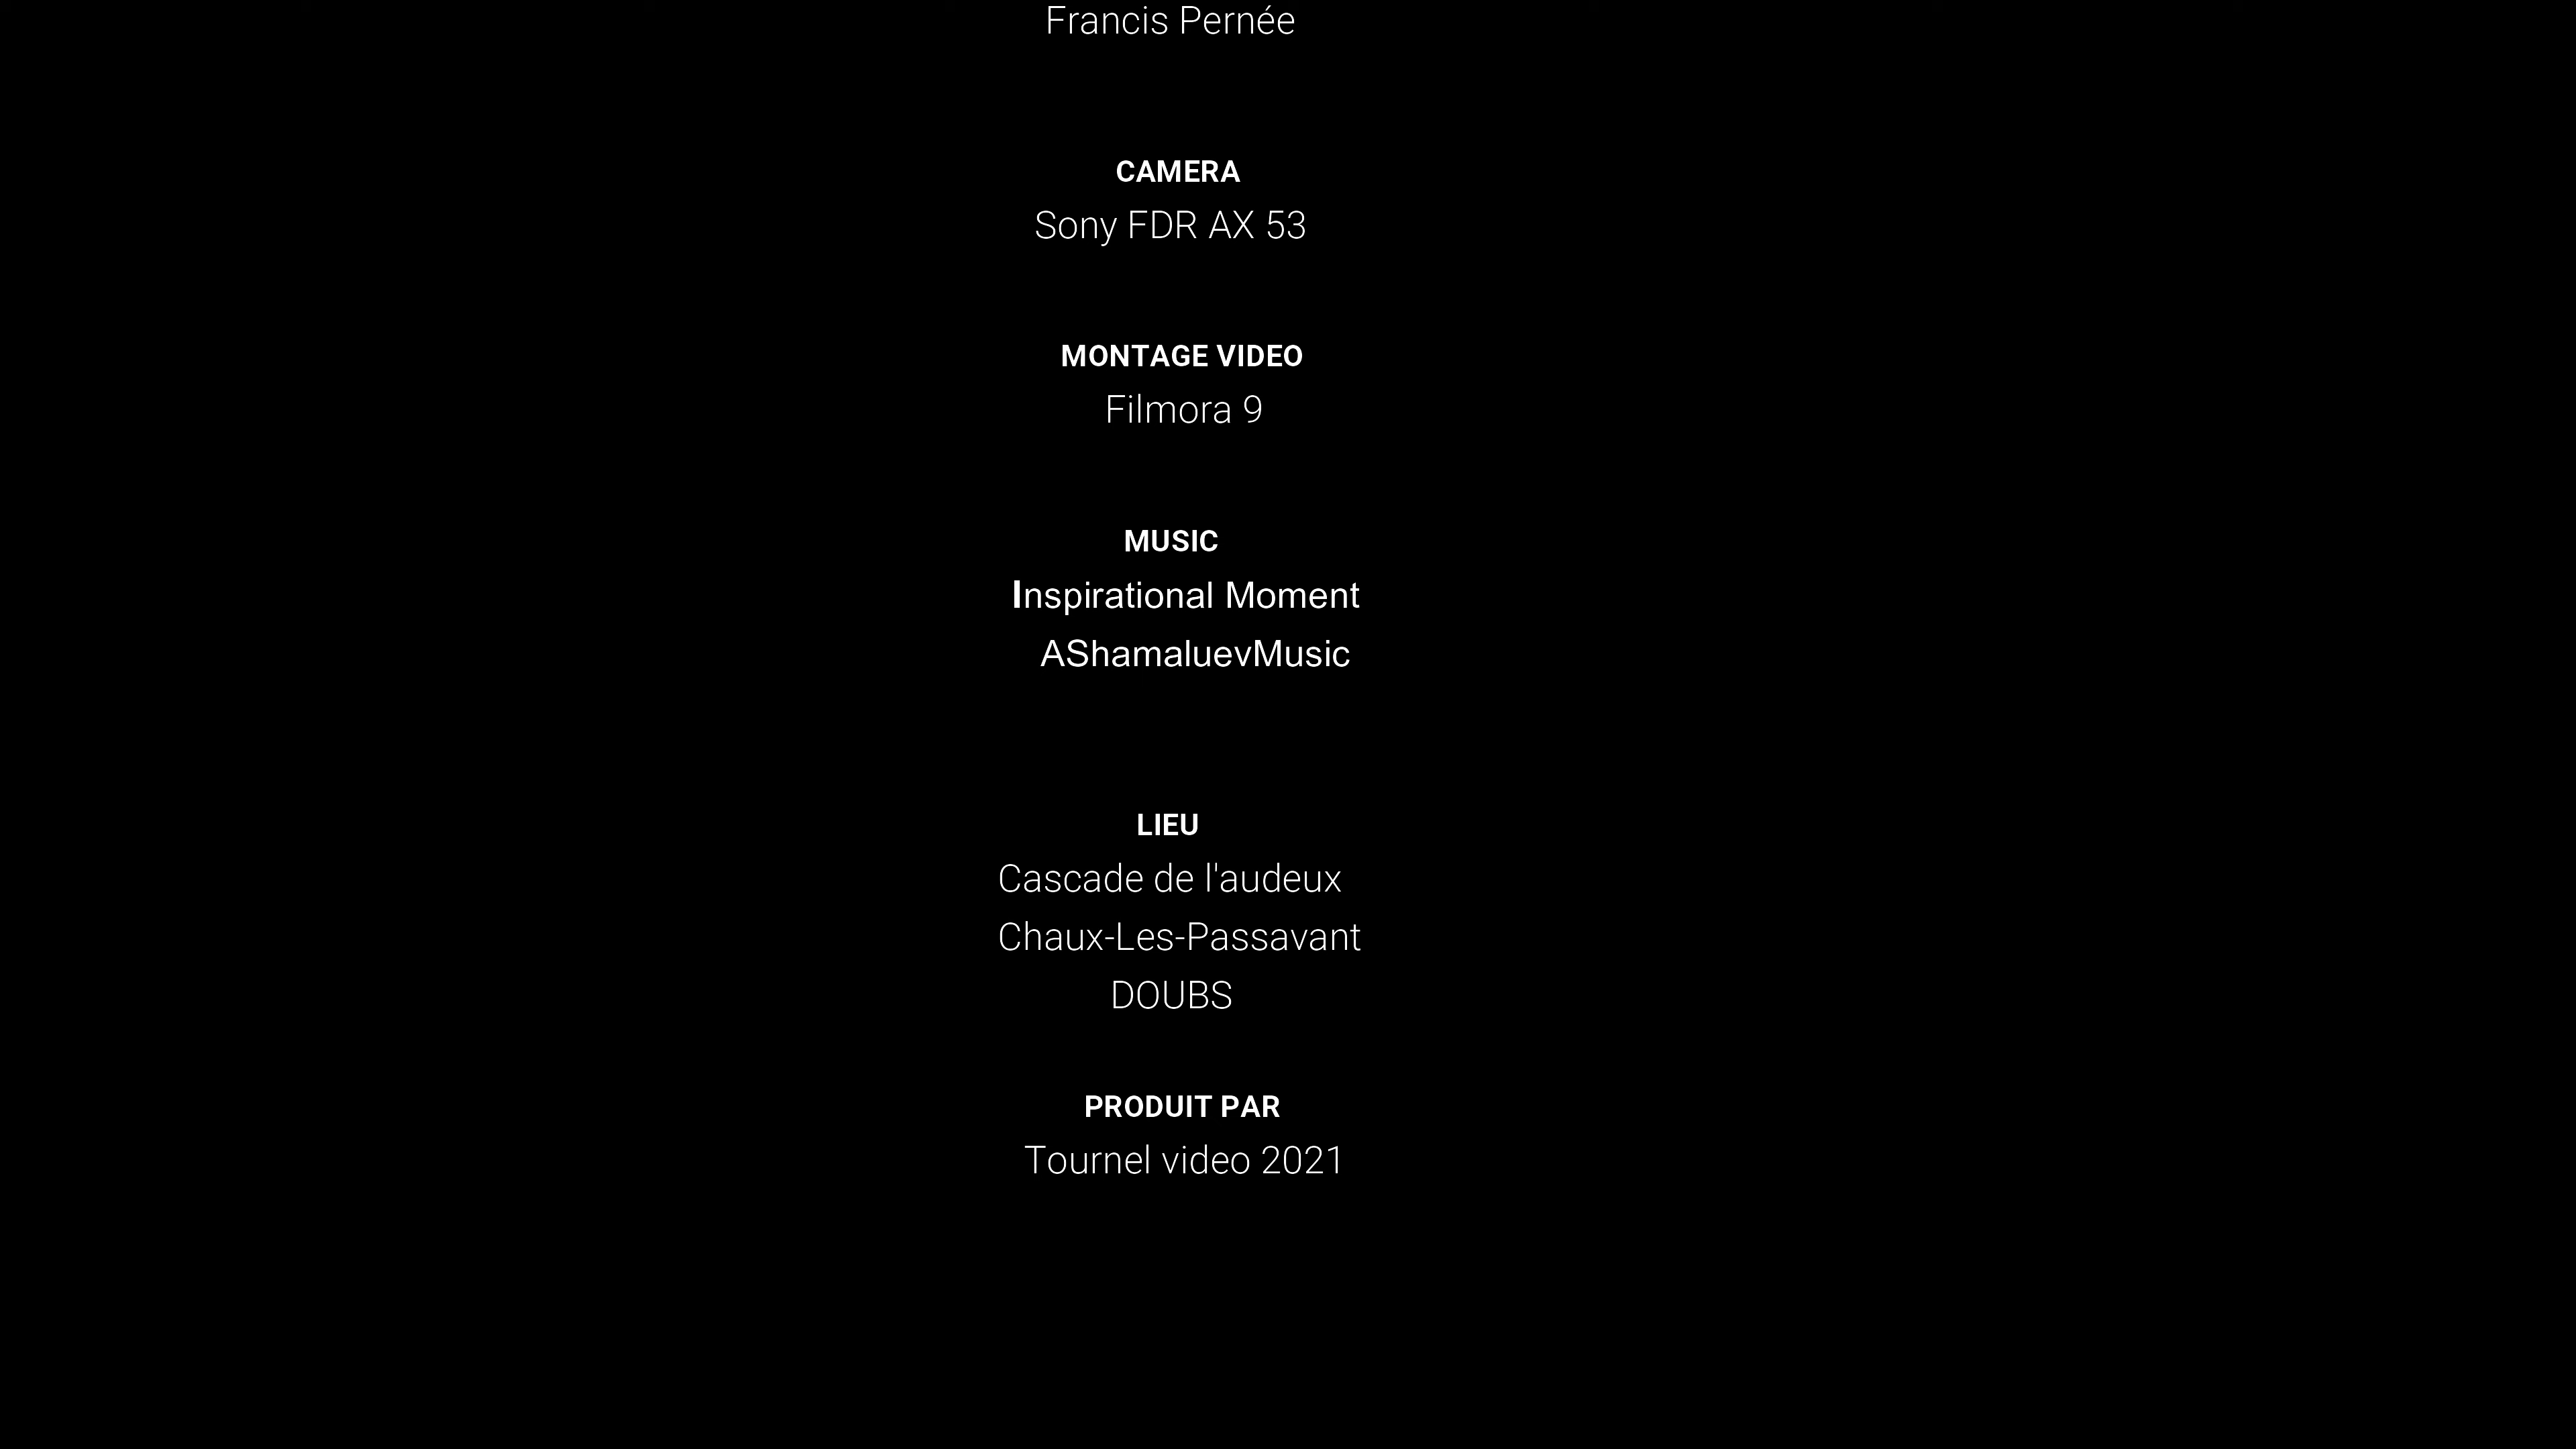 Francis Pernée
CAMERA
Sony FDR AX 53
MONTAGE VIDEO
Filmora 9
MUSIC
Inspirational Moment
AShamaluevMusic
LIEU
Cascade de l'audeux
Chaux-Les-Passavant
DOUBS
PRODUIT PAR
Tournel video 2021